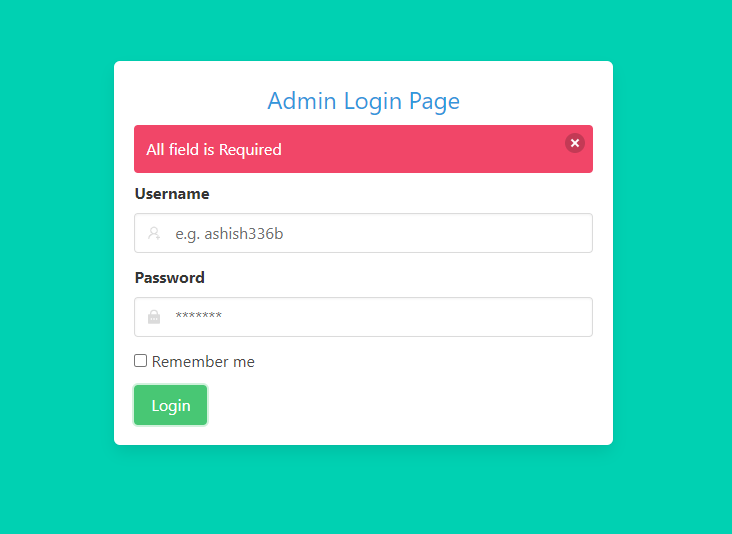 Admin Login Page
All field is Required
Username
e.g. ashish336b
Password
*******
Remember me
Login